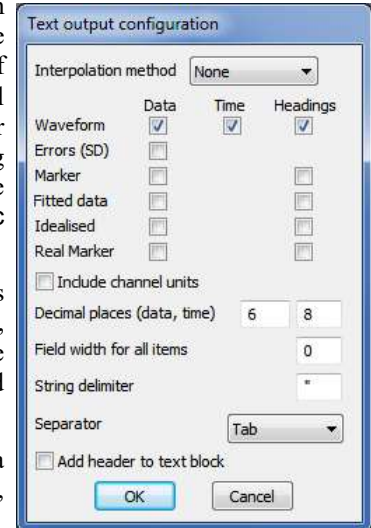 Text output configuration
Interpolation method None
Data Time Headings
Waveform
Errors (SD)
Marker
Fitted data
Idealised
Real Marker
Include channel units
Decimal places (data, time) 6 8
Field width for all items 0
String delimiter "
Separator Tab
Add header to text block
OK Cancel